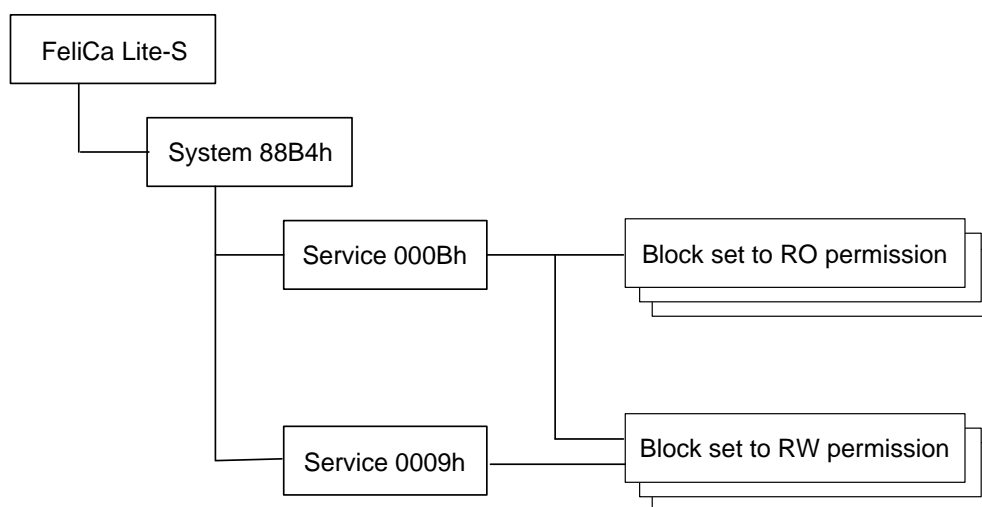 FeliCa Lite-S
System 88B4h
Service 000Bh
Block set to RO permission
Service 0009h
Block set to RW permission